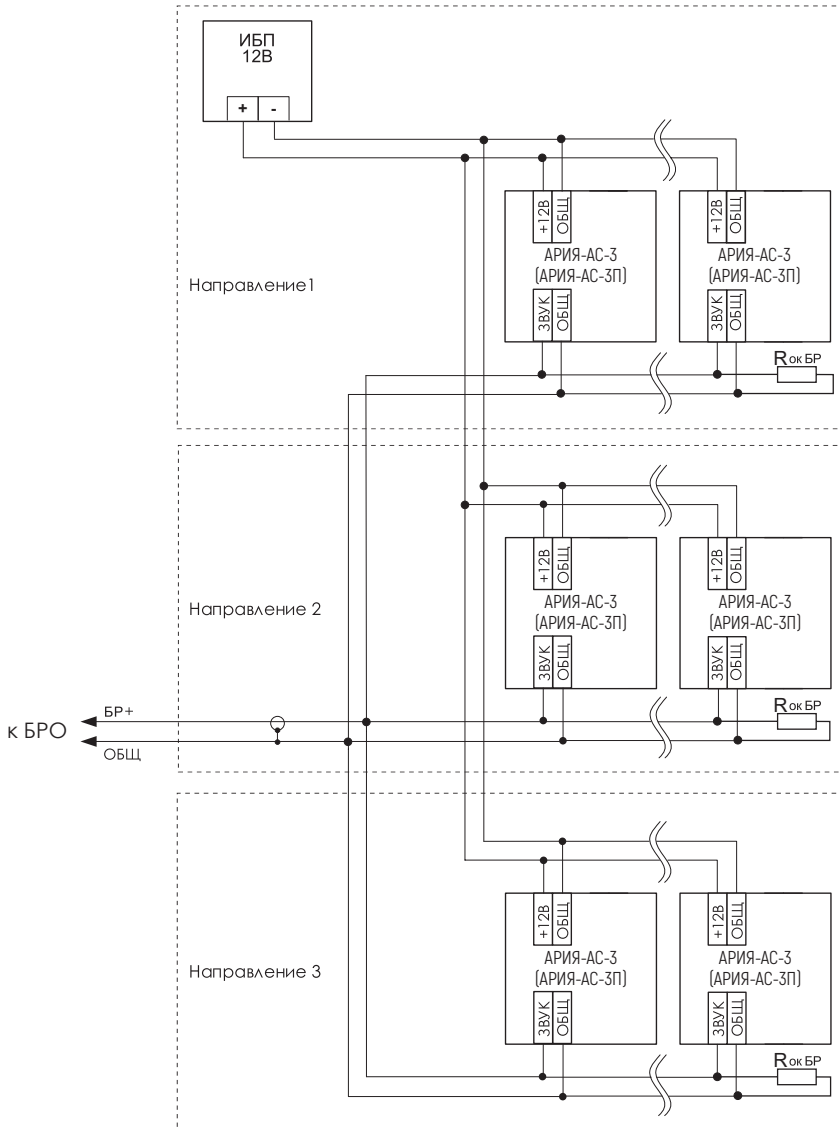 ИБП
12В
+ -
+12В ОБЩ +12В ОБЩ
АРИЯ-АС-3 АРИЯ-АС-3
(АРИЯ-АС-3П) (АРИЯ-АС-3П)
Направление1
ЗВУК ОБЩ ЗВУК ОБЩ
Rок БР
+12В ОБЩ +12В ОБЩ
АРИЯ-АС-3 АРИЯ-АС-3
(АРИЯ-АС-3П) (АРИЯ-АС-3П)
Направление 2
ЗВУК ОБЩ ЗВУК ОБЩ
Rок БР
БР+
к БРО
ОБЩ
+12В ОБЩ +12В ОБЩ
АРИЯ-АС-3 АРИЯ-АС-3
(АРИЯ-АС-3П) (АРИЯ-АС-3П)
Направление 3
ЗВУК ОБЩ ЗВУК ОБЩ
Rок БР